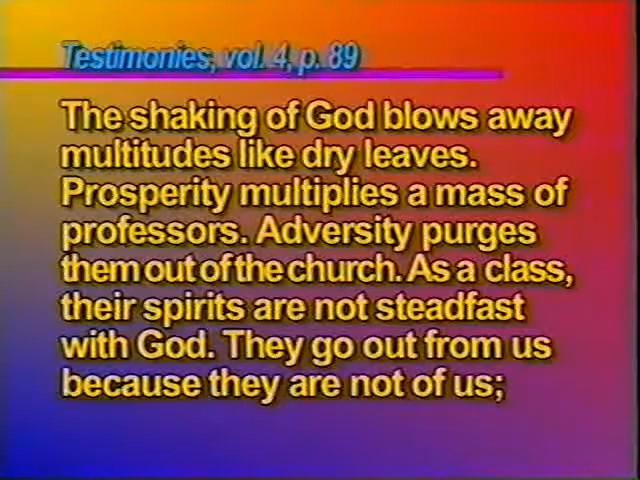 Testimonies, vol. 4, p. 89
The shaking of God blows away
multitudes like dry leaves.
Prosperity multiplies a mass of
professors. Adversity purges
them out of the church. As a class,
their spirits are not steadfast
with God. They go out from us
because they are not of us;